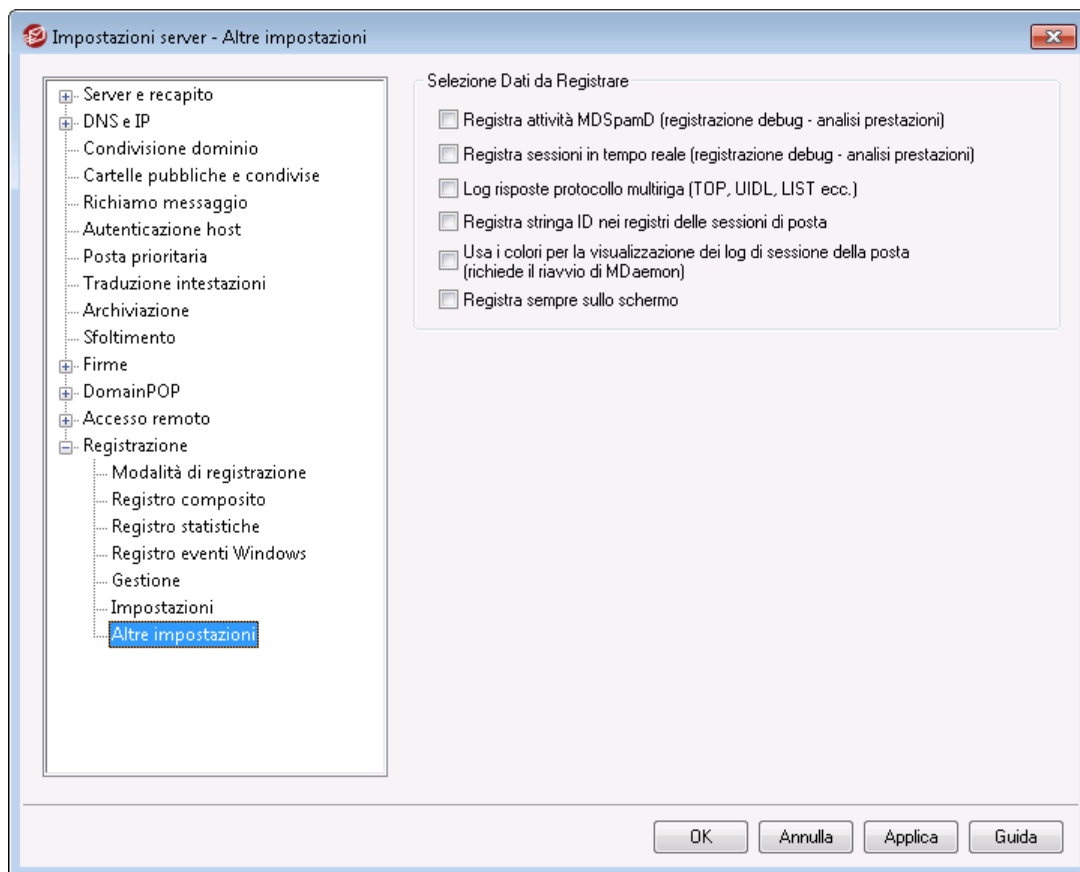 Impostazioni server - Altre impostazioni
Server e recapito
DNS e IP
Condivisione dominio
Cartelle pubbliche e condivise
Richiamo messaggio
Autenticazione host
Posta prioritaria
Traduzione intestazioni
Archiviazione
Sfoltimento
Firme
DomainPOP
Accesso remoto
Registrazione
Modalità di registrazione
Registro composito
Registro statistiche
Registro eventi Windows
Gestione
Impostazioni
Altre impostazioni
Selezione Dati da Registrare
Registra attività MDSpamD (registrazione debug - analisi prestazioni)
Registra sessioni in tempo reale (registrazione debug - analisi prestazioni)
Log risposte protocollo multiriga (TOP, UIDL, LIST ecc.)
Registra stringa ID nei registri delle sessioni di posta
Usa i colori per la visualizzazione dei log di sessione della posta
(richiede il riavvio di MDaemon)
Registra sempre sullo schermo
OK
Annulla
Applica
Guida